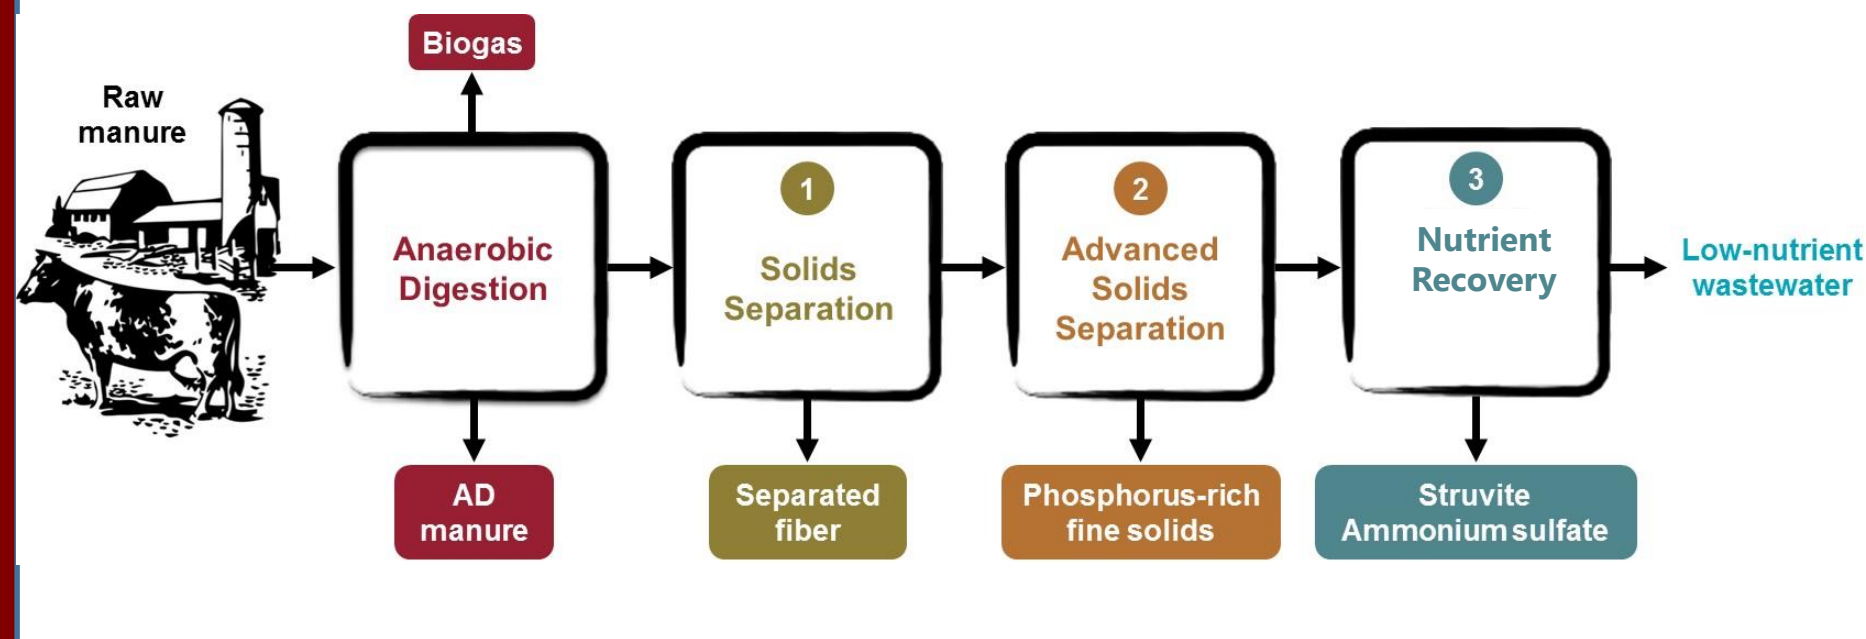 Biogas
Raw
manure
Anaerobic
Digestion
1
Solids
Separation
2
Advanced
Solids
Separation
3
Nutrient
Recovery
Low-nutrient
wastewater
AD
manure
Separated
fiber
Phosphorus-rich
fine solids
Struvite
Ammonium sulfate